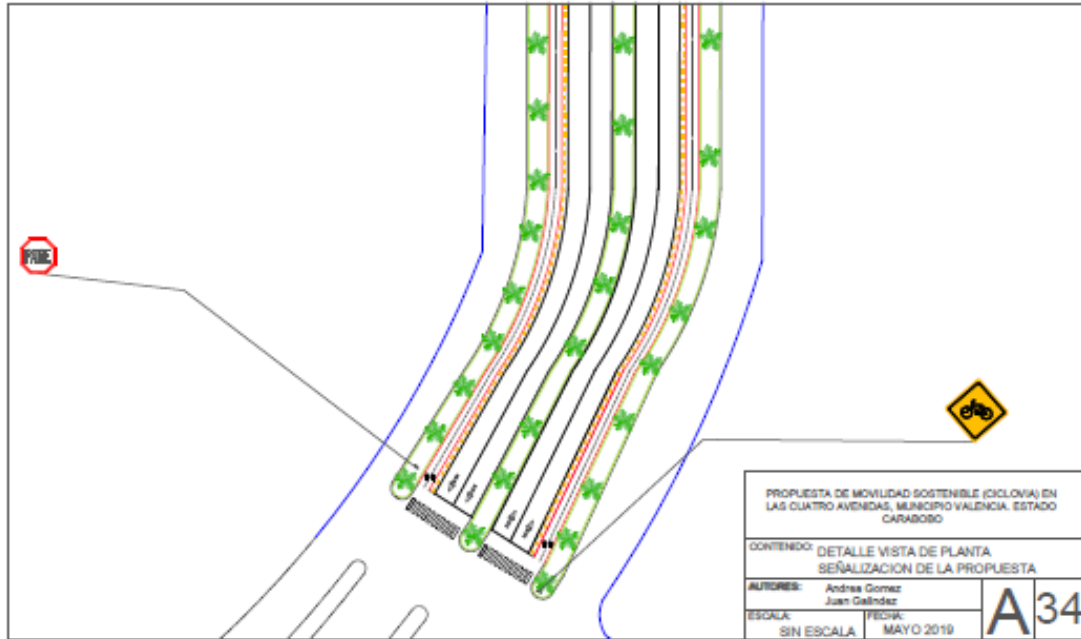 PARE
PROPUESTA DE MOVILIDAD SOSTENIBLE (CICLOVIA) EN
LAS CUATRO AVENIDAS, MUNICIPIO VALENCIA. ESTADO
CARABOBO
CONTENIDO: DETALLE VISTA DE PLANTA
SEÑALIZACION DE LA PROPUESTA
AUTORES: Andrea Gomez
Juan Galindez
ESCALA: SIN ESCALA
FECHA: MAYO 2019
A 34